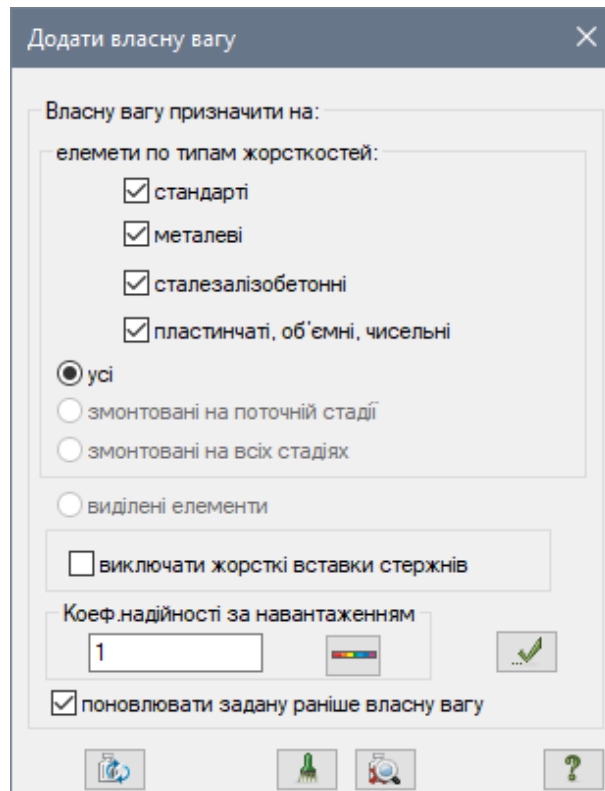 Додати власну вагу
Власну вагу призначити на:
елемети по типам жорсткостей:
стандарті
металеві
сталезалізобетонні
пластинчаті, об'ємні, чисельні
усі
змонтовані на поточній стадії
змонтовані на всіх стадіях
виділені елементи
виключати жорсткі вставки стержнів
Коеф.надійності за навантаженням
1
поновлювати задану раніше власну вагу